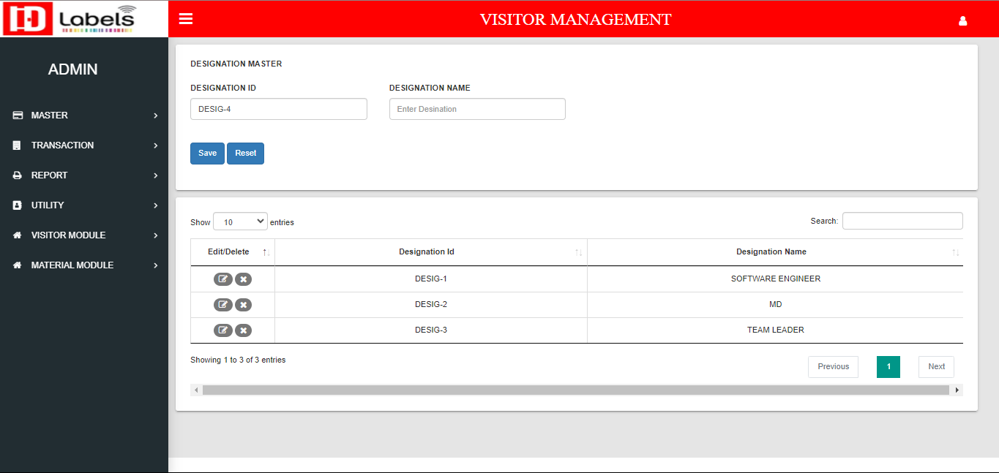 ID Labels
VISITOR MANAGEMENT
ADMIN
MASTER
TRANSACTION
REPORT
UTILITY
VISITOR MODULE
MATERIAL MODULE
DESIGNATION MASTER
DESIGNATION ID DESIGNATION NAME
DESIG-4 Enter Desination
Save Reset
Show 10 entries Search:
Edit/Delete Designation Id Designation Name
DESIG-1 SOFTWARE ENGINEER
DESIG-2 MD
DESIG-3 TEAM LEADER
Showing 1 to 3 of 3 entries
Previous 1 Next